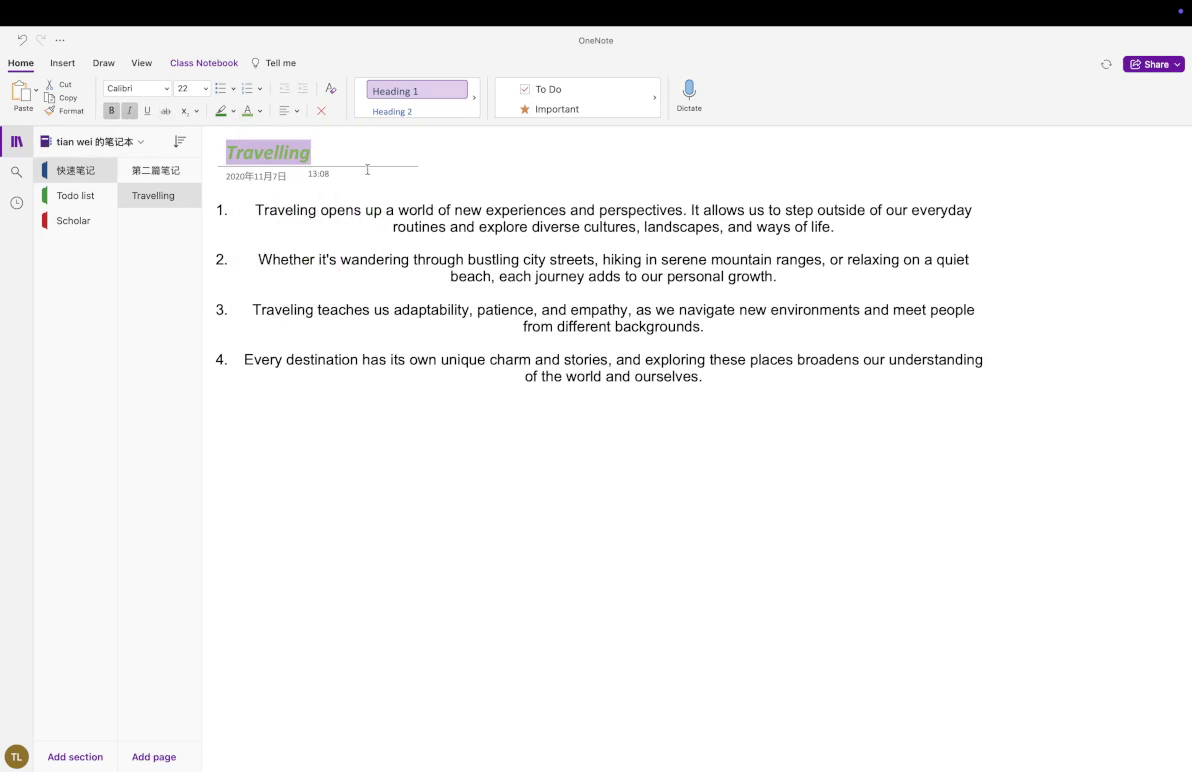 OneNote
Home Insert Draw View Class Notebook Tell me
Share
Paste
Cut
Copy
Format
Calibri 22
B I U ab x₂ A
Heading 1
Heading 2
To Do
Important
Dictate
tian wei 的笔记本
快速笔记
Todo list
Scholar
第二篇笔记
Travelling
Travelling
2020年11月7日 13:08
1. Traveling opens up a world of new experiences and perspectives. It allows us to step outside of our everyday
routines and explore diverse cultures, landscapes, and ways of life.
2. Whether it's wandering through bustling city streets, hiking in serene mountain ranges, or relaxing on a quiet
beach, each journey adds to our personal growth.
3. Traveling teaches us adaptability, patience, and empathy, as we navigate new environments and meet people
from different backgrounds.
4. Every destination has its own unique charm and stories, and exploring these places broadens our understanding
of the world and ourselves.
TL
Add section
Add page